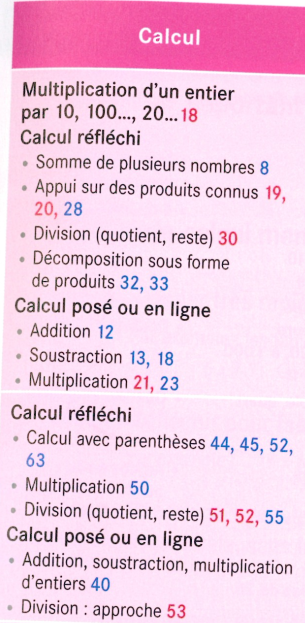 Calcul
Multiplication d'un entier
par 10, 100..., 20...18
Calcul réfléchi
• Somme de plusieurs nombres 8
• Appui sur des produits connus 19,
20, 28
• Division (quotient, reste) 30
• Décomposition sous forme
de produits 32, 33
Calcul posé ou en ligne
• Addition 12
• Soustraction 13, 18
• Multiplication 21, 23
Calcul réfléchi
• Calcul avec parenthèses 44, 45, 52,
63
• Multiplication 50
• Division (quotient, reste) 51, 52, 55
Calcul posé ou en ligne
• Addition, soustraction, multiplication
d'entiers 40
• Division : approche 53